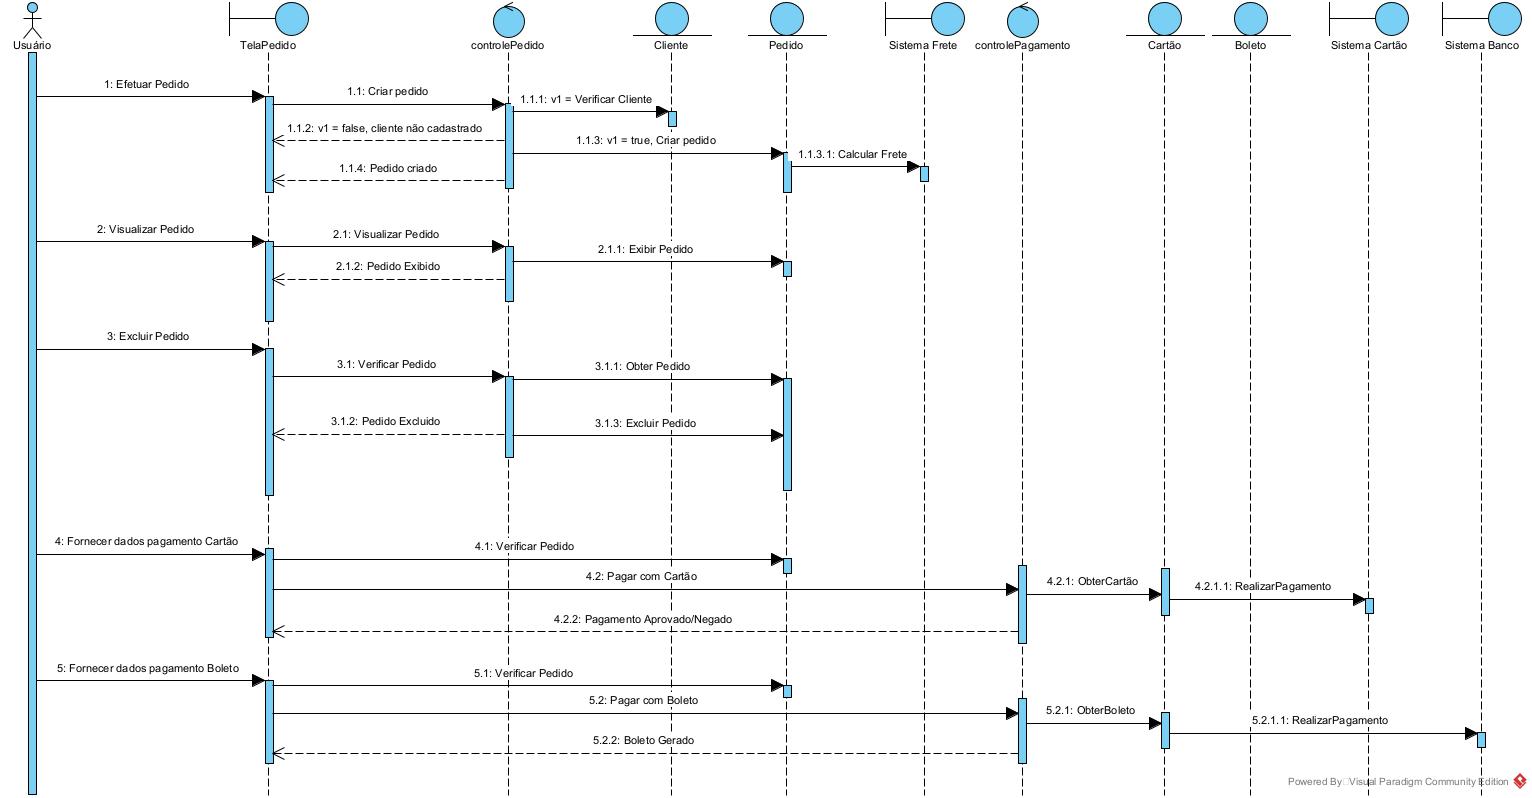 Usuário
TelaPedido
controlePedido
Cliente
Pedido
Sistema Frete
controlePagamento
Cartão
Boleto
Sistema Cartão
Sistema Banco
1: Efetuar Pedido
1.1: Criar pedido
1.1.1: v1 = Verificar Cliente
1.1.2: v1 = false, cliente não cadastrado
1.1.3: v1 = true, Criar pedido
1.1.3.1: Calcular Frete
1.1.4: Pedido criado
2: Visualizar Pedido
2.1: Visualizar Pedido
2.1.1: Exibir Pedido
2.1.2: Pedido Exibido
3: Excluir Pedido
3.1: Verificar Pedido
3.1.1: Obter Pedido
3.1.2: Pedido Excluido
3.1.3: Excluir Pedido
4: Fornecer dados pagamento Cartão
4.1: Verificar Pedido
4.2: Pagar com Cartão
4.2.1: ObterCartão
4.2.1.1: RealizarPagamento
4.2.2: Pagamento Aprovado/Negado
5: Fornecer dados pagamento Boleto
5.1: Verificar Pedido
5.2: Pagar com Boleto
5.2.1: ObterBoleto
5.2.1.1: RealizarPagamento
5.2.2: Boleto Gerado
Powered By Visual Paradigm Community Edition